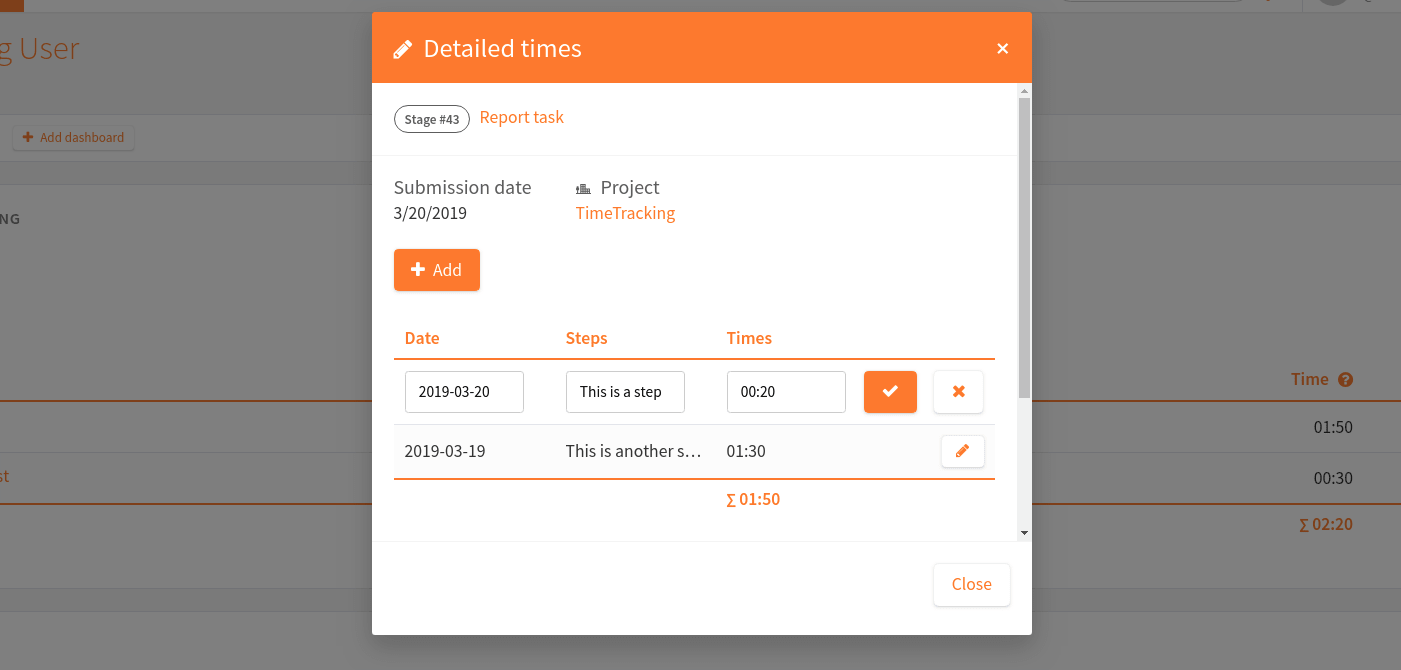 g User
Add dashboard
NG
Time
01:50
st
00:30
∑ 02:20
Detailed times
Stage #43 Report task
Submission date Project
3/20/2019 TimeTracking
Add
Date Steps Times
2019-03-20 This is a step 00:20
2019-03-19 This is another s… 01:30
∑ 01:50
Close